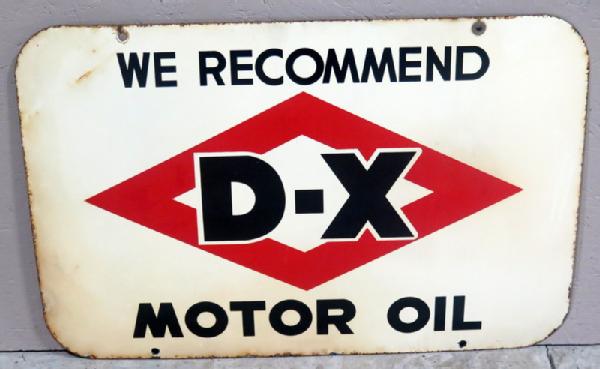 WE RECOMMEND
D-X
MOTOR OIL